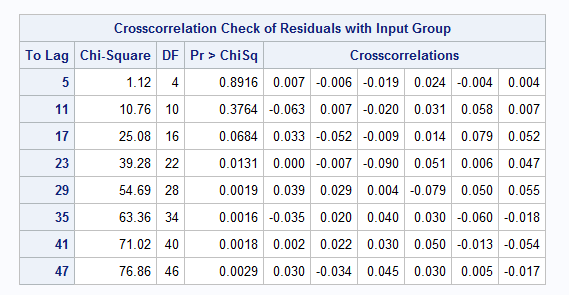 Crosscorrelation Check of Residuals with Input Group
To Lag Chi-Square DF Pr > ChiSq Crosscorrelations
5 1.12 4 0.8916 0.007 -0.006 -0.019 0.024 -0.004 0.004
11 10.76 10 0.3764 -0.063 0.007 -0.020 0.031 0.058 0.007
17 25.08 16 0.0684 0.033 -0.052 -0.009 0.014 0.079 0.052
23 39.28 22 0.0131 0.000 -0.007 -0.090 0.051 0.006 0.047
29 54.69 28 0.0019 0.039 0.029 0.004 -0.079 0.050 0.055
35 63.36 34 0.0016 -0.035 0.020 0.040 0.030 -0.060 -0.018
41 71.02 40 0.0018 0.002 0.022 0.030 0.050 -0.013 -0.054
47 76.86 46 0.0029 0.030 -0.034 0.045 0.030 0.005 -0.017